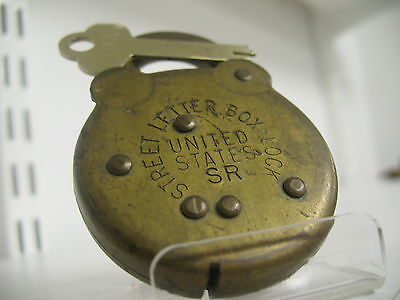 STREET LETTER BOX LOCK
UNITED
STATES
SR